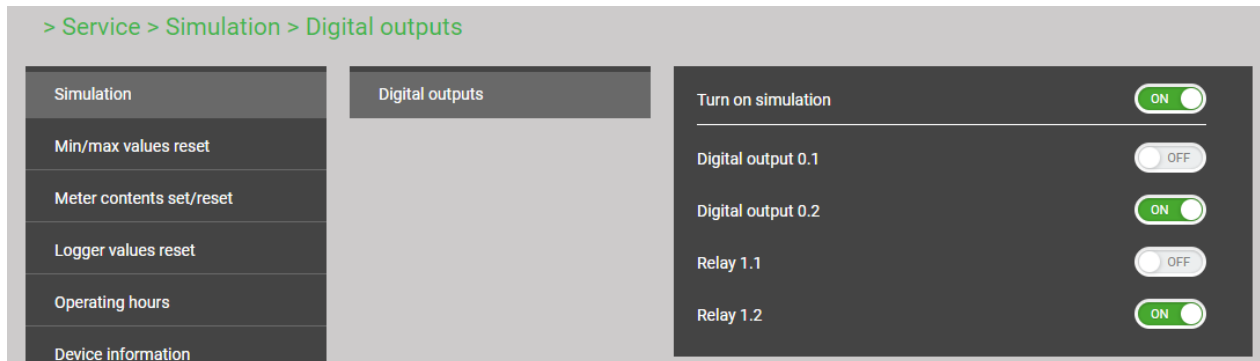 > Service > Simulation > Digital outputs
Simulation
Min/max values reset
Meter contents set/reset
Logger values reset
Operating hours
Device information
Digital outputs
Turn on simulation ON
Digital output 0.1 OFF
Digital output 0.2 ON
Relay 1.1 OFF
Relay 1.2 ON